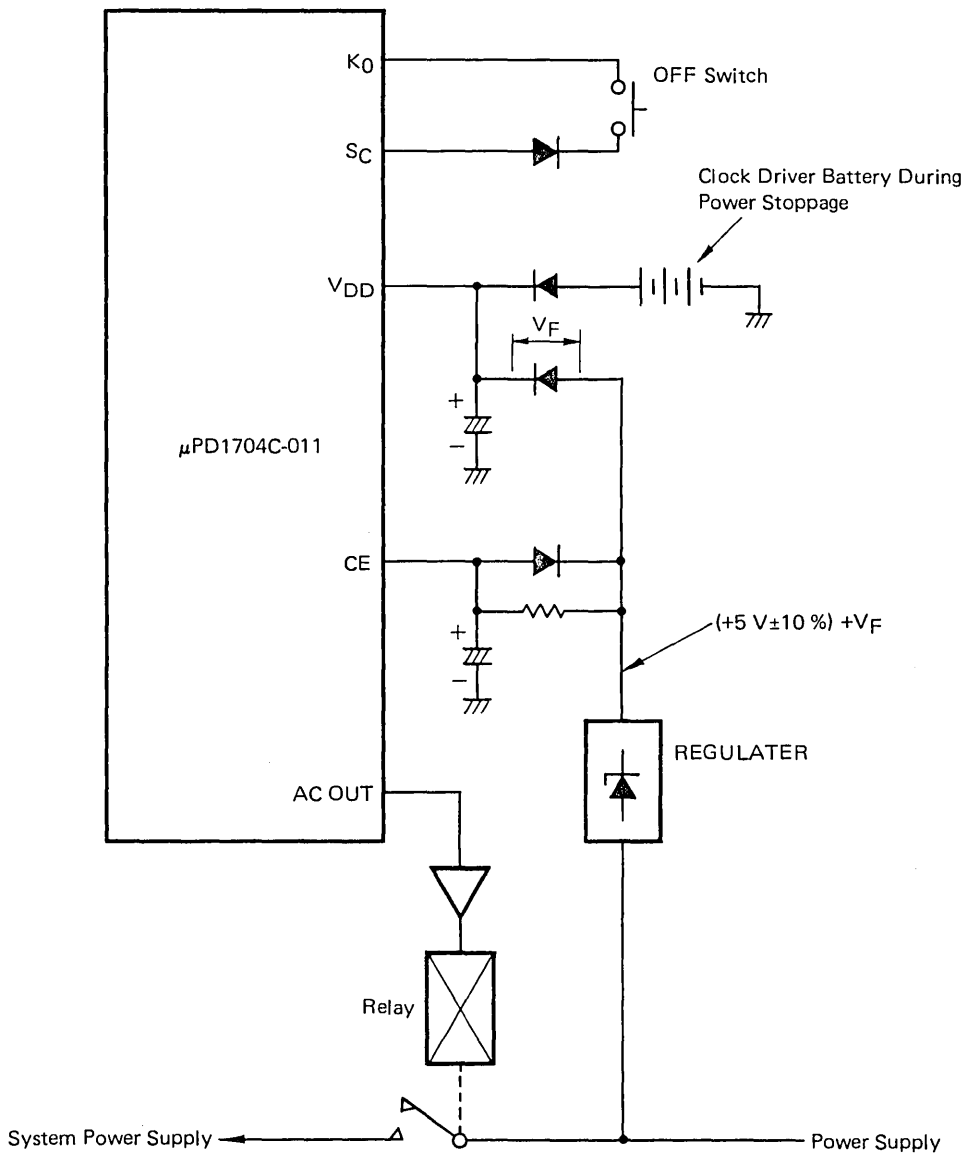 K0
OFF Switch
SC
Clock Driver Battery During
Power Stoppage
VDD
VF
+
−
μPD1704C-011
CE
(+5 V±10 %) +VF
+
−
REGULATER
AC OUT
Relay
System Power Supply
Power Supply